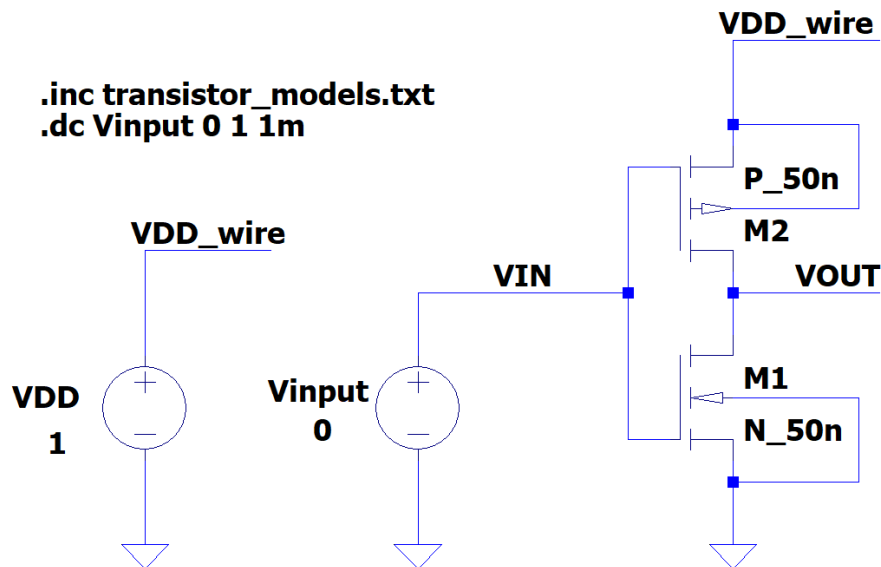 VDD_wire
.inc transistor_models.txt
.dc Vinput 0 1 1m
P_50n
M2
VDD_wire
VIN
VOUT
VDD
1
Vinput
0
M1
N_50n